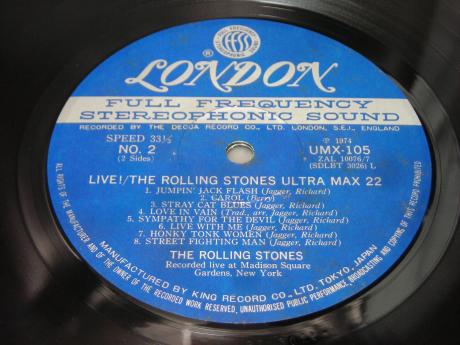 FULL FREQUENCY
STEREOPHONIC SOUND
ffss
®
LONDON
FULL FREQUENCY
STEREOPHONIC SOUND
RECORDED BY THE DECCA RECORD CO., LTD. LONDON, S.E.I., ENGLAND
SPEED 33⅓
NO. 2
(2 Sides)
℗ 1974
UMX-105
ZAL 10076/7
(SDLBT 3026) L
LIVE!/THE ROLLING STONES ULTRA MAX 22
1. JUMPIN' JACK FLASH (Jagger, Richard)
2. CAROL (Barry)
3. STRAY CAT BLUES (Jagger, Richard)
4. LOVE IN VAIN (Trad., arr. Jagger, Richard)
5. SYMPATHY FOR THE DEVIL (Jagger, Richard)
6. LIVE WITH ME (Jagger, Richard)
7. HONKY TONK WOMEN (Jagger, Richard)
8. STREET FIGHTING MAN (Jagger, Richard)
THE ROLLING STONES
Recorded live at Madison Square
Gardens, New York
MANUFACTURED BY KING RECORD CO., LTD. TOKYO, JAPAN
ALL RIGHTS OF THE MANUFACTURER AND OF THE OWNER OF THE RECORDED WORK RESERVED, UNAUTHORISED PUBLIC PERFORMANCE, BROADCASTING AND COPYING OF THIS RECORD PROHIBITED